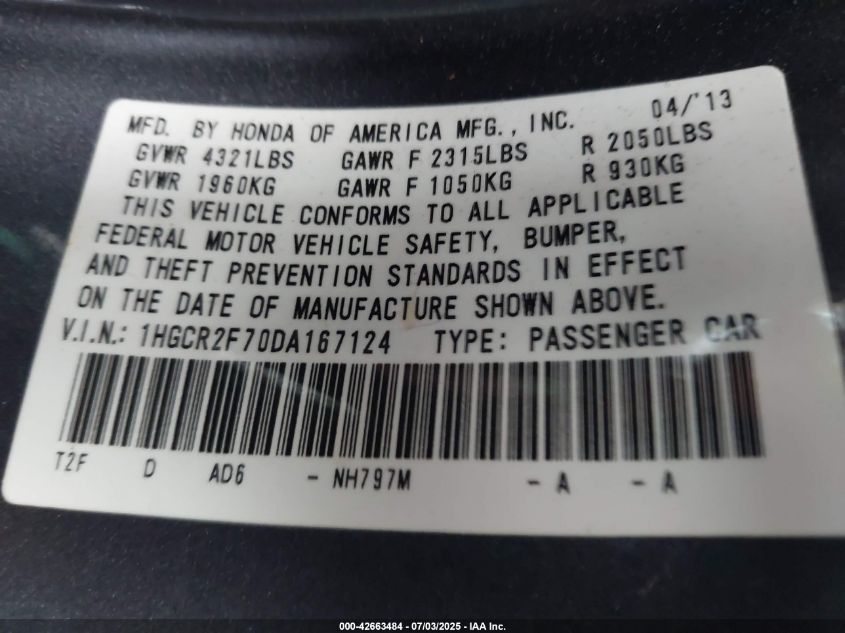 MFD. BY HONDA OF AMERICA MFG., INC. 04/'13
GVWR 4321LBS GAWR F 2315LBS R 2050LBS
GVWR 1960KG GAWR F 1050KG R 930KG
THIS VEHICLE CONFORMS TO ALL APPLICABLE
FEDERAL MOTOR VEHICLE SAFETY, BUMPER,
AND THEFT PREVENTION STANDARDS IN EFFECT
ON THE DATE OF MANUFACTURE SHOWN ABOVE.
V.I.N.: 1HGCR2F70DA167124 TYPE: PASSENGER CAR
T2F D AD6 - NH797M - A - A
000-42663484 - 07/03/2025 - IAA Inc.